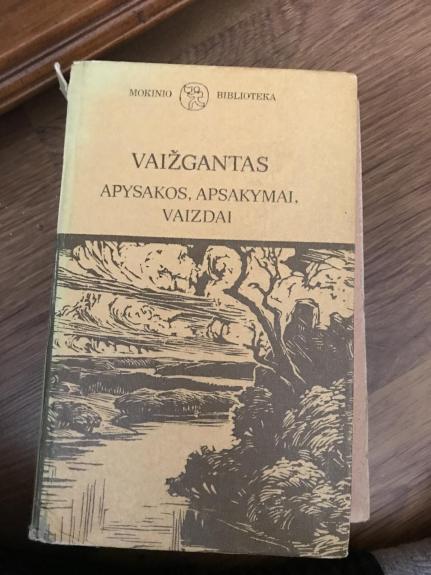 MOKINIO BIBLIOTEKA
VAIŽGANTAS
APYSAKOS, APSAKYMAI,
VAIZDAI